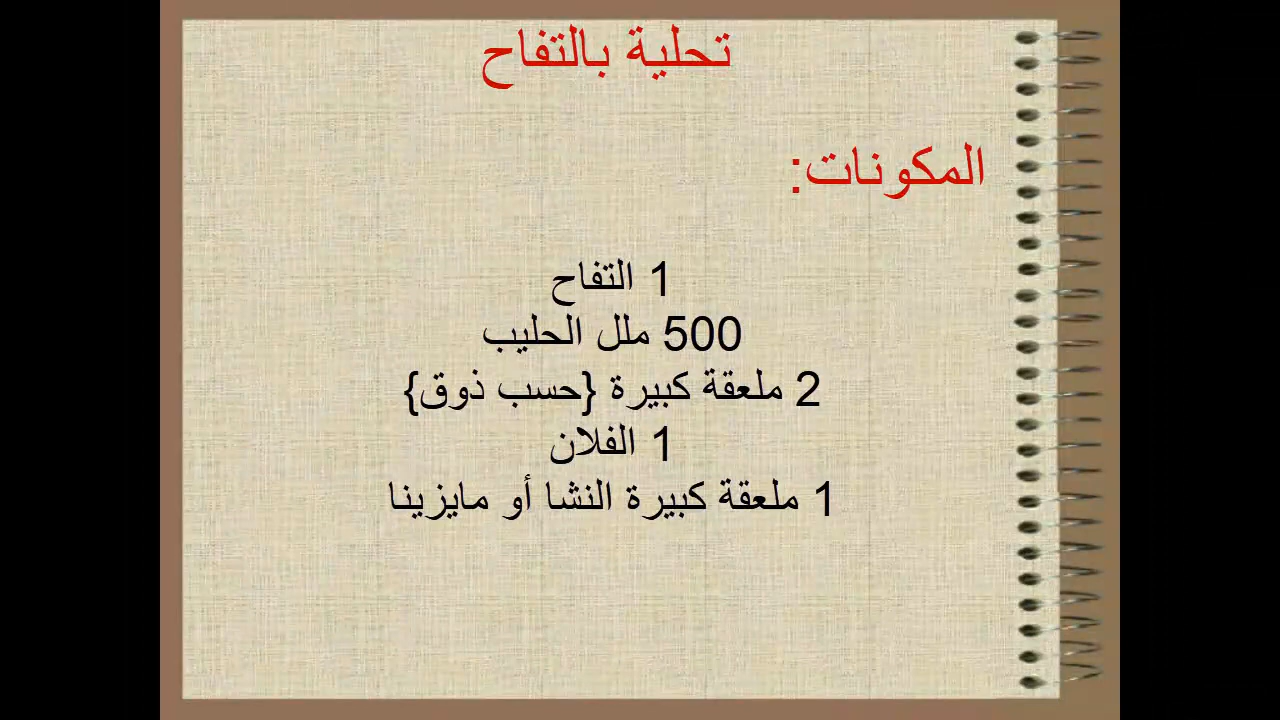 تحلية بالتفاح
المكونات:
1 التفاح
500 ملل الحليب
2 ملعقة كبيرة {حسب ذوق}
1 الفلان
1 ملعقة كبيرة النشا أو مايزينا